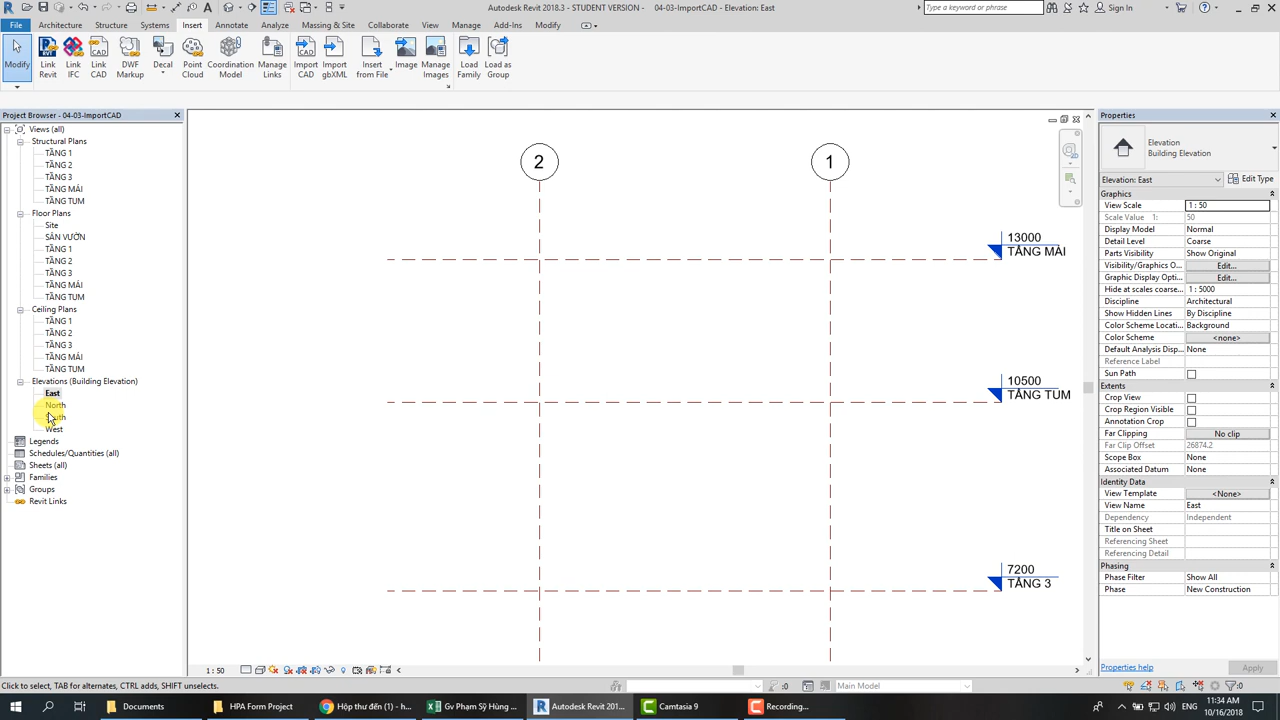 Autodesk Revit 2018.3 - STUDENT VERSION - 04-03-ImportCAD - Elevation: East
Type a keyword or phrase
Sign In
File Architecture Structure Systems Insert Annotate Analyze Massing & Site Collaborate View Manage Add-Ins Modify
Modify
Link Revit
Link IFC
Link CAD
DWF Markup
Decal
Point Cloud
Coordination Model
Manage Links
Import CAD
Import gbXML
Insert from File
Image
Manage Images
Load Family
Load as Group
Project Browser - 04-03-ImportCAD
Views (all)
Structural Plans
TẦNG 1
TẦNG 2
TẦNG 3
TẦNG MÁI
TẦNG TUM
Floor Plans
Site
SÂN VƯỜN
TẦNG 1
TẦNG 2
TẦNG 3
TẦNG MÁI
TẦNG TUM
Ceiling Plans
TẦNG 1
TẦNG 2
TẦNG 3
TẦNG MÁI
TẦNG TUM
Elevations (Building Elevation)
East
North
West
Legends
Schedules/Quantities (all)
Sheets (all)
Families
Groups
Revit Links
2
1
13000
TẦNG MÁI
10500
TẦNG TUM
7200
TẦNG 3
1 : 50
Properties
Elevation
Building Elevation
Elevation: East
Edit Type
Graphics
View Scale 1 : 50
Scale Value 1: 50
Display Model Normal
Detail Level Coarse
Parts Visibility Show Original
Visibility/Graphics O... Edit...
Graphic Display Opti... Edit...
Hide at scales coarse... 1 : 5000
Discipline Architectural
Show Hidden Lines By Discipline
Color Scheme Locati... Background
Color Scheme <none>
Default Analysis Disp... None
Reference Label
Sun Path
Extents
Crop View
Crop Region Visible
Annotation Crop
Far Clipping No clip
Far Clip Offset 26874.2
Scope Box None
Associated Datum None
Identity Data
View Template <None>
View Name East
Dependency Independent
Title on Sheet
Referencing Sheet
Referencing Detail
Phasing
Phase Filter Show All
Phase New Construction
Properties help
Apply
Click to select, TAB for alternates, CTRL adds, SHIFT unselects.
:0
Main Model
:0
Documents
HPA Form Project
Hộp thư đến (1) - h...
Gv Phạm Sỹ Hùng ...
Autodesk Revit 201...
Camtasia 9
Recording...
11:34 AM
10/16/2018